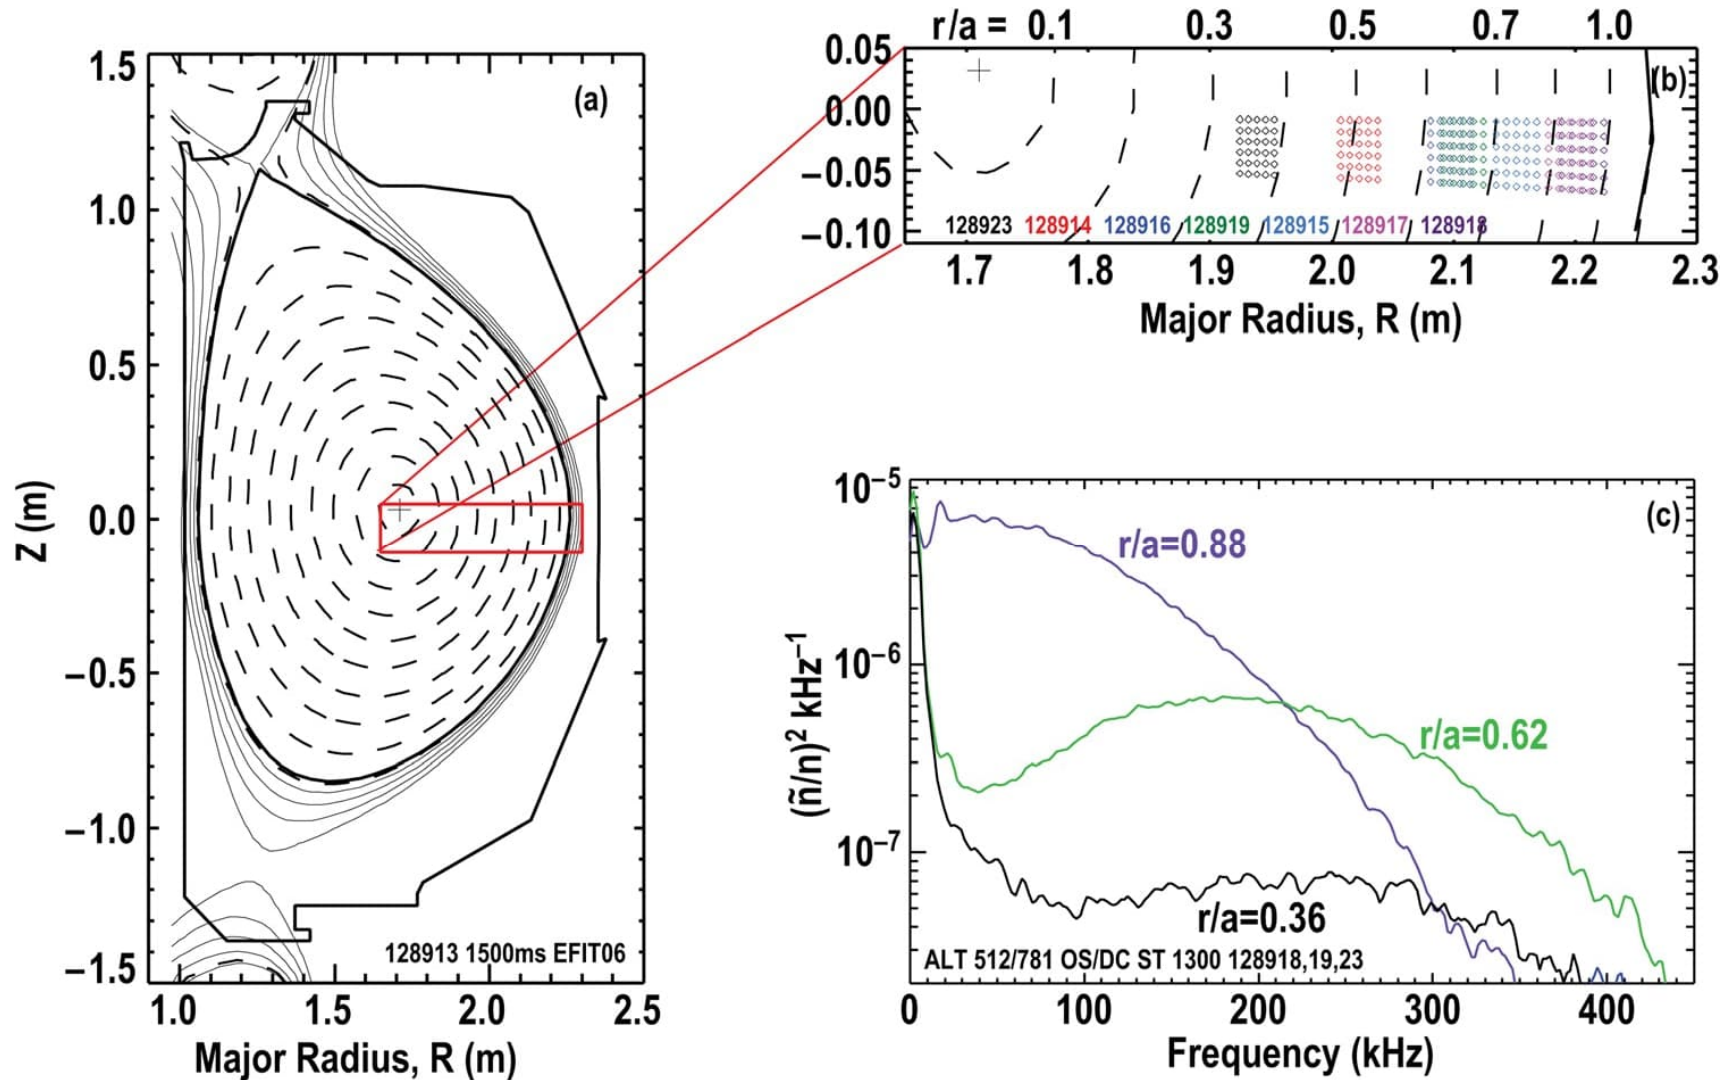 (a)
1.5
1.0
0.5
0.0
−0.5
−1.0
−1.5
Z (m)
128913 1500ms EFIT06
1.0 1.5 2.0 2.5
Major Radius, R (m)
r/a = 0.1 0.3 0.5 0.7 1.0
(b)
0.05
0.00
−0.05
−0.10
128923 128914 128916 128919 128915 128917 128918
1.7 1.8 1.9 2.0 2.1 2.2 2.3
Major Radius, R (m)
(c)
10⁻⁵
10⁻⁶
10⁻⁷
(ñ/n)² kHz⁻¹
r/a=0.88
r/a=0.62
r/a=0.36
ALT 512/781 OS/DC ST 1300 128918,19,23
0 100 200 300 400
Frequency (kHz)